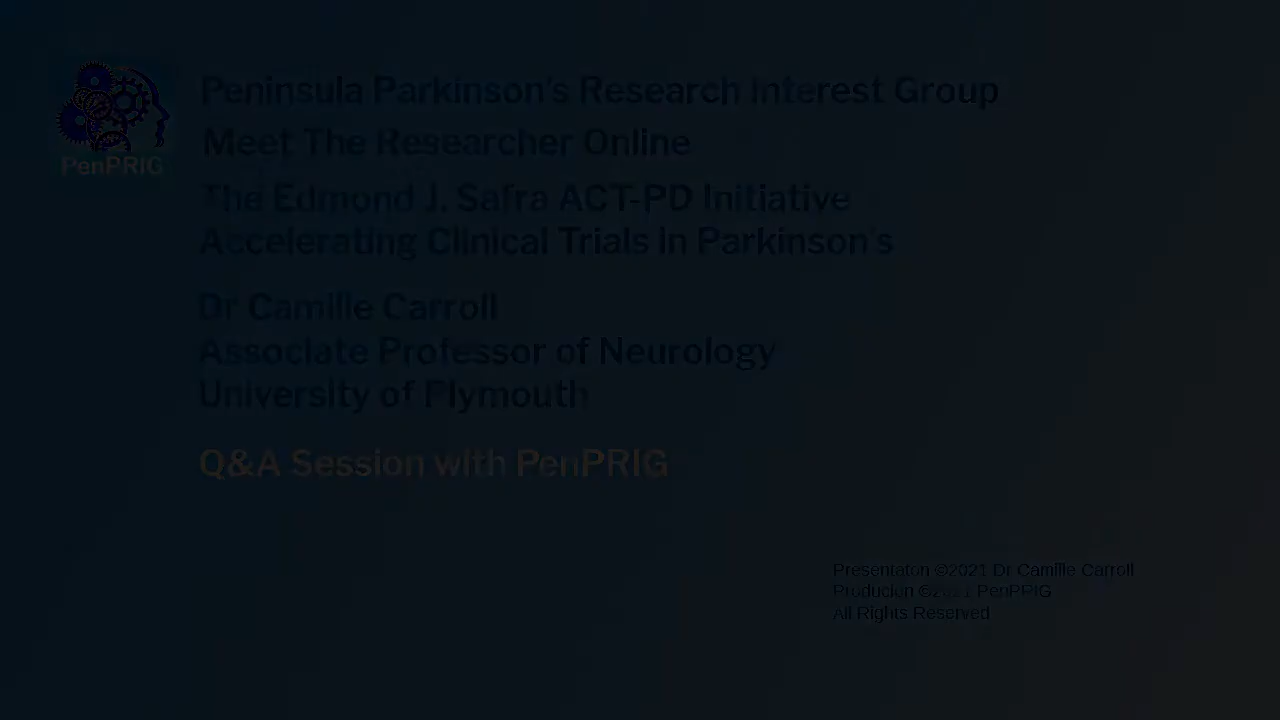 Peninsula Parkinson's Research Interest Group
PenPRIG
Meet The Researcher Online
The Edmond J. Safra ACT-PD Initiative
Accelerating Clinical Trials in Parkinson's
Dr Camille Carroll
Associate Professor of Neurology
University of Plymouth
Q&A Session with PenPRIG
Presentaton ©2021 Dr Camille Carroll
Producion ©2021 PenPRIG
All Rights Reserved